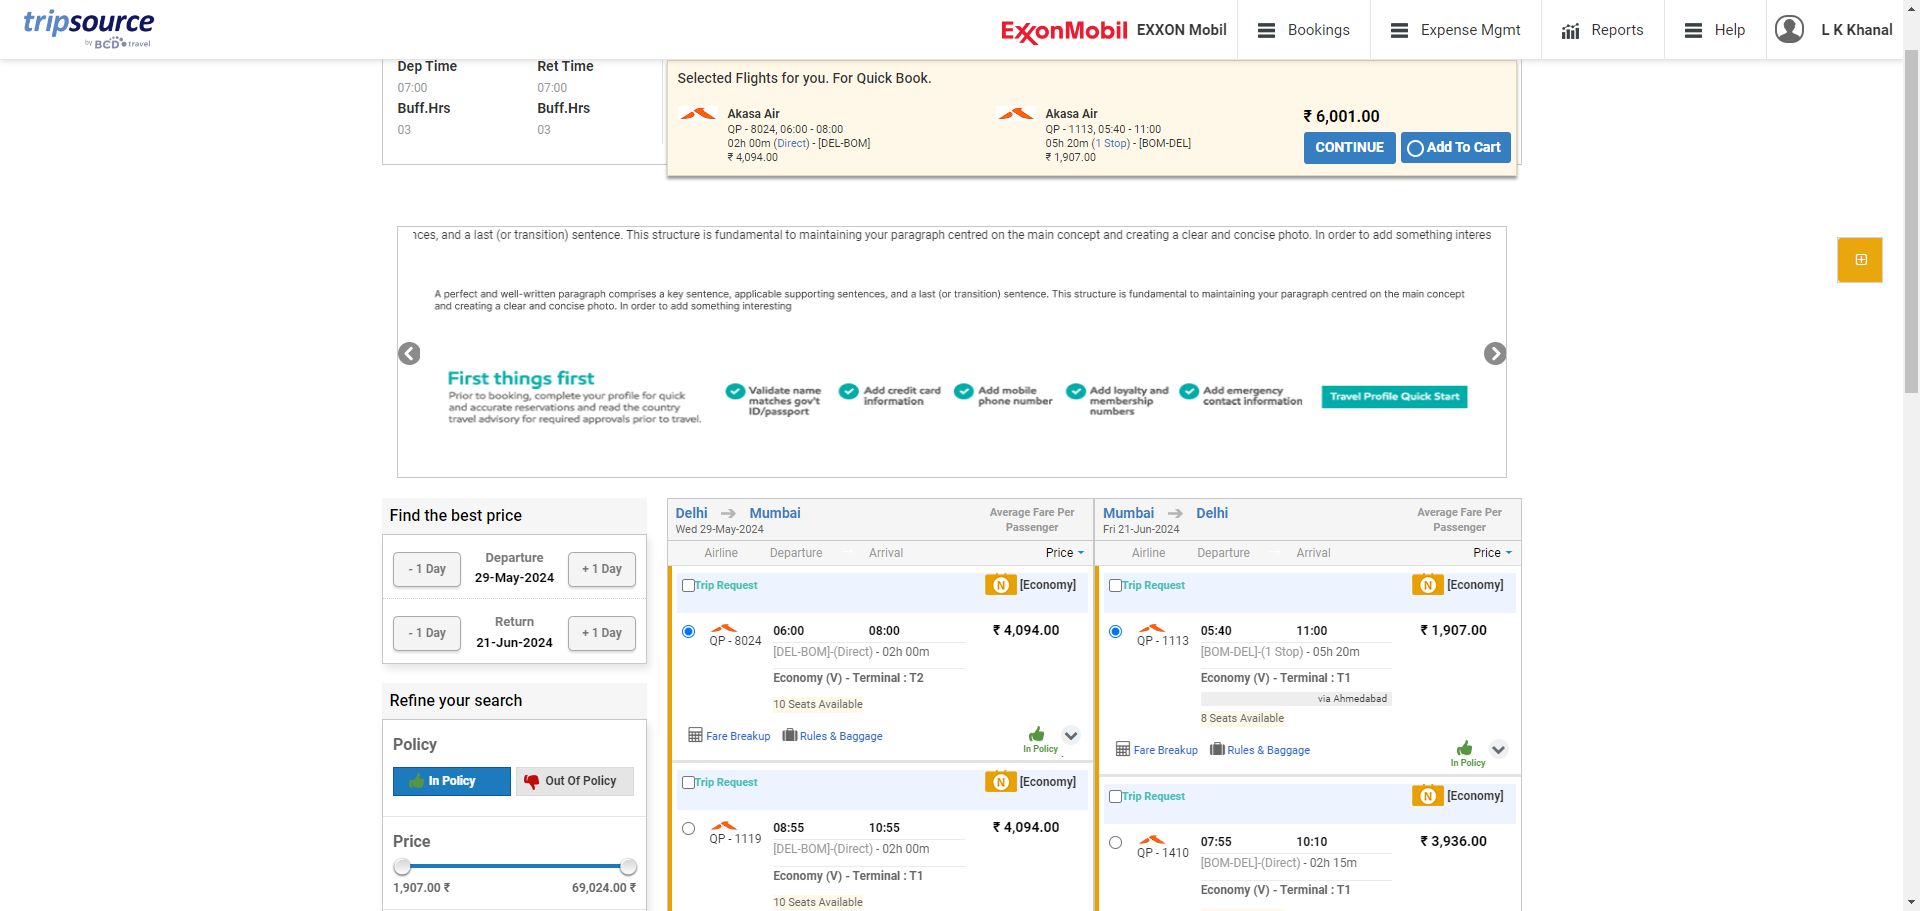 tripsource
by BCD travel
ExxonMobil EXXON Mobil
Bookings
Expense Mgmt
Reports
Help
L K Khanal
Dep Time
Ret Time
07:00
07:00
Buff.Hrs
Buff.Hrs
03
03
Selected Flights for you. For Quick Book.
Akasa Air
QP - 8024, 06:00 - 08:00
02h 00m (Direct) - [DEL-BOM]
₹ 4,094.00
Akasa Air
QP - 1113, 05:40 - 11:00
05h 20m (1 Stop) - [BOM-DEL]
₹ 1,907.00
₹ 6,001.00
CONTINUE
Add To Cart
nces, and a last (or transition) sentence. This structure is fundamental to maintaining your paragraph centred on the main concept and creating a clear and concise photo. In order to add something interes
A perfect and well-written paragraph comprises a key sentence, applicable supporting sentences, and a last (or transition) sentence. This structure is fundamental to maintaining your paragraph centred on the main concept
and creating a clear and concise photo. In order to add something interesting
First things first
Prior to booking, complete your profile for quick
and accurate reservations and read the country
travel advisory for required approvals prior to travel.
Validate name
matches gov't
ID/passport
Add credit card
information
Add mobile
phone number
Add loyalty and
membership
numbers
Add emergency
contact information
Travel Profile Quick Start
Find the best price
- 1 Day
Departure
29-May-2024
+ 1 Day
- 1 Day
Return
21-Jun-2024
+ 1 Day
Refine your search
Policy
In Policy
Out Of Policy
Price
1,907.00 ₹
69,024.00 ₹
Delhi Mumbai
Wed 29-May-2024
Average Fare Per
Passenger
Airline Departure Arrival Price
Trip Request
N [Economy]
QP - 8024
06:00 08:00
₹ 4,094.00
[DEL-BOM]-(Direct) - 02h 00m
Economy (V) - Terminal : T2
10 Seats Available
Fare Breakup
Rules & Baggage
In Policy
Trip Request
N [Economy]
QP - 1119
08:55 10:55
₹ 4,094.00
[DEL-BOM]-(Direct) - 02h 00m
Economy (V) - Terminal : T1
10 Seats Available
Mumbai Delhi
Fri 21-Jun-2024
Average Fare Per
Passenger
Airline Departure Arrival Price
Trip Request
N [Economy]
QP - 1113
05:40 11:00
₹ 1,907.00
[BOM-DEL]-(1 Stop) - 05h 20m
Economy (V) - Terminal : T1
via Ahmedabad
8 Seats Available
Fare Breakup
Rules & Baggage
In Policy
Trip Request
N [Economy]
QP - 1410
07:55 10:10
₹ 3,936.00
[BOM-DEL]-(Direct) - 02h 15m
Economy (V) - Terminal : T1